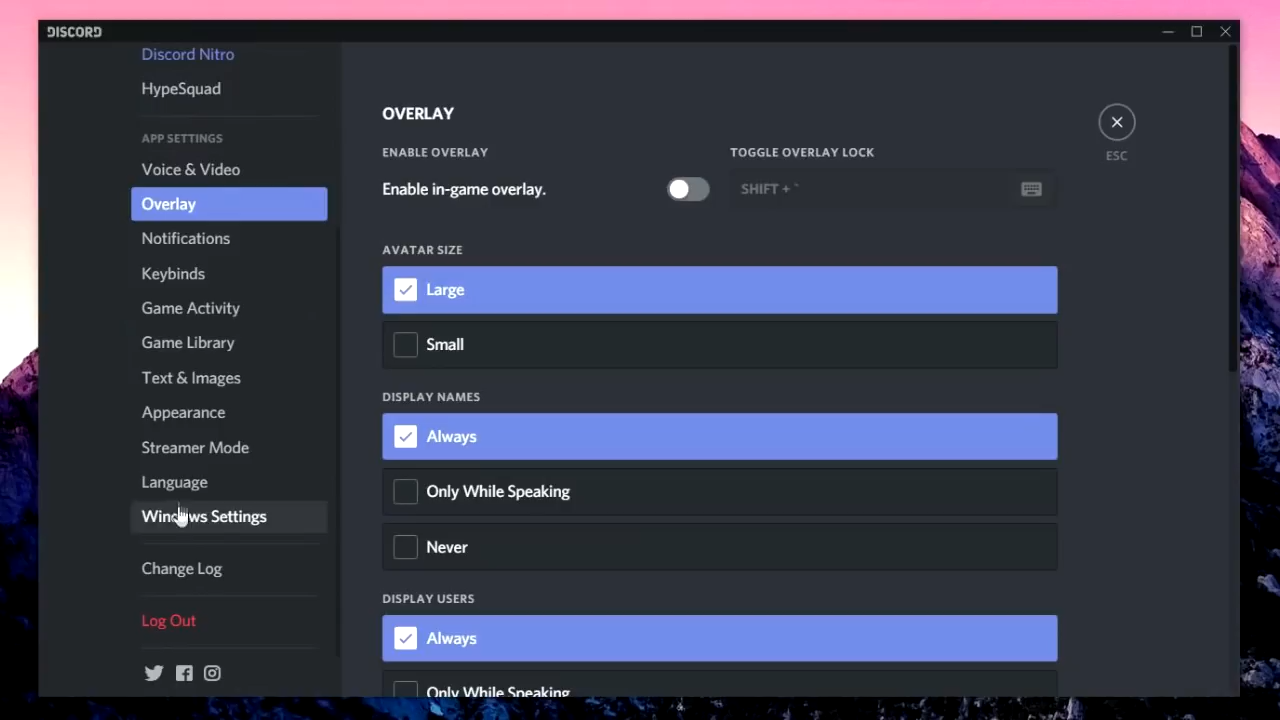 DISCORD
Discord Nitro
HypeSquad
APP SETTINGS
Voice & Video
Overlay
Notifications
Keybinds
Game Activity
Game Library
Text & Images
Appearance
Streamer Mode
Language
Windows Settings
Change Log
Log Out
OVERLAY
ENABLE OVERLAY
Enable in-game overlay.
TOGGLE OVERLAY LOCK
SHIFT + `
ESC
AVATAR SIZE
Large
Small
DISPLAY NAMES
Always
Only While Speaking
Never
DISPLAY USERS
Always
Only While Speaking